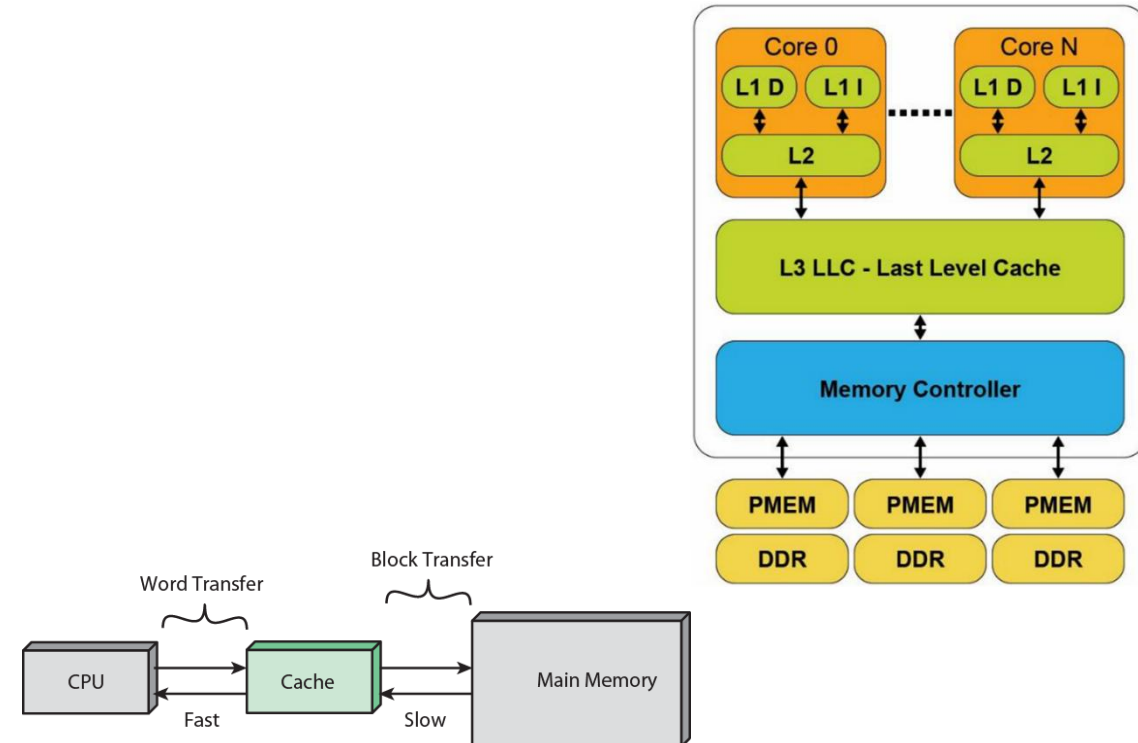 Core 0
Core N
L1 D
L1 I
L1 D
L1 I
L2
L2
L3 LLC - Last Level Cache
Memory Controller
PMEM
PMEM
PMEM
DDR
DDR
DDR
Block Transfer
Word Transfer
CPU
Cache
Main Memory
Fast
Slow